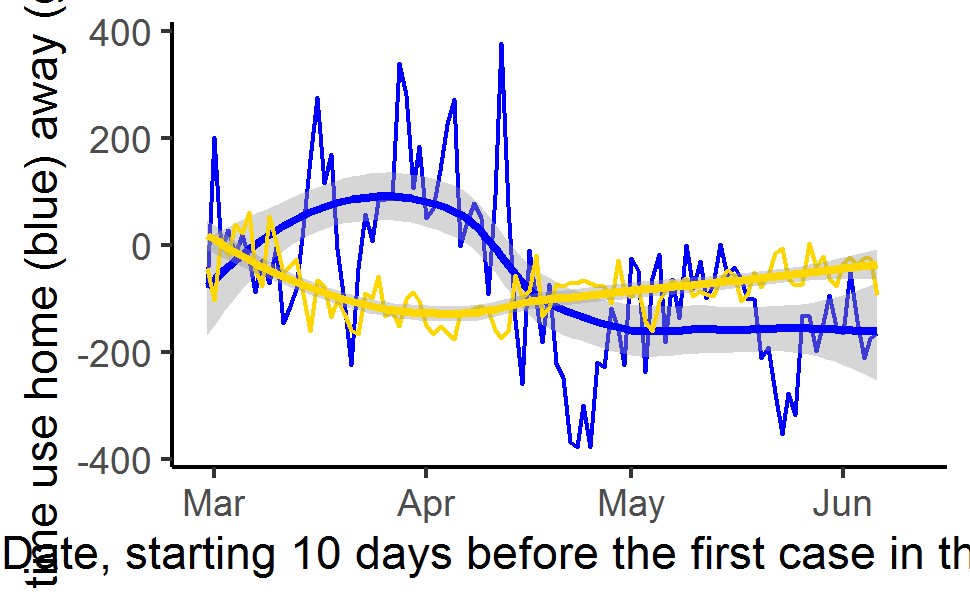 400
200
0
-200
-400
Mar Apr May Jun
time use home (blue) away (
Date, starting 10 days before the first case in